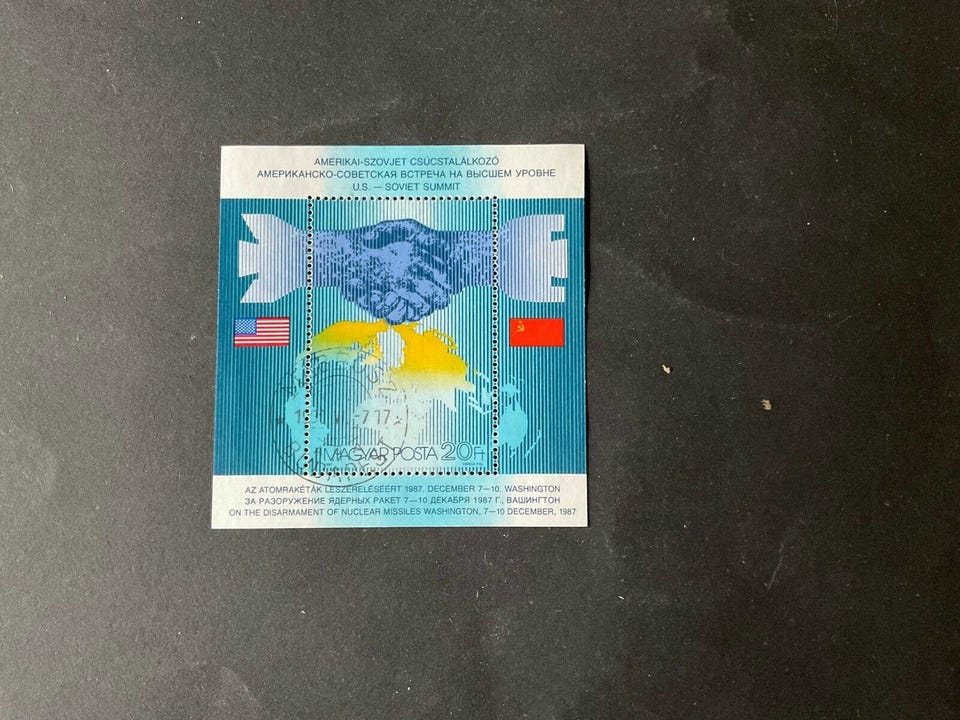 AMERIKAI-SZOVJET CSÚCSTALÁLKOZÓ
АМЕРИКАНСКО-СОВЕТСКАЯ ВСТРЕЧА НА ВЫСШЕМ УРОВНЕ
U.S. — SOVIET SUMMIT
MAGYAR POSTA 20Ft
AZ ATOMRAKÉTÁK LESZERELÉSÉÉRT 1987. DECEMBER 7—10. WASHINGTON
ЗА РАЗОРУЖЕНИЕ ЯДЕРНЫХ РАКЕТ 7—10 ДЕКАБРЯ 1987 Г., ВАШИНГТОН
ON THE DISARMAMENT OF NUCLEAR MISSILES WASHINGTON, 7—10 DECEMBER, 1987